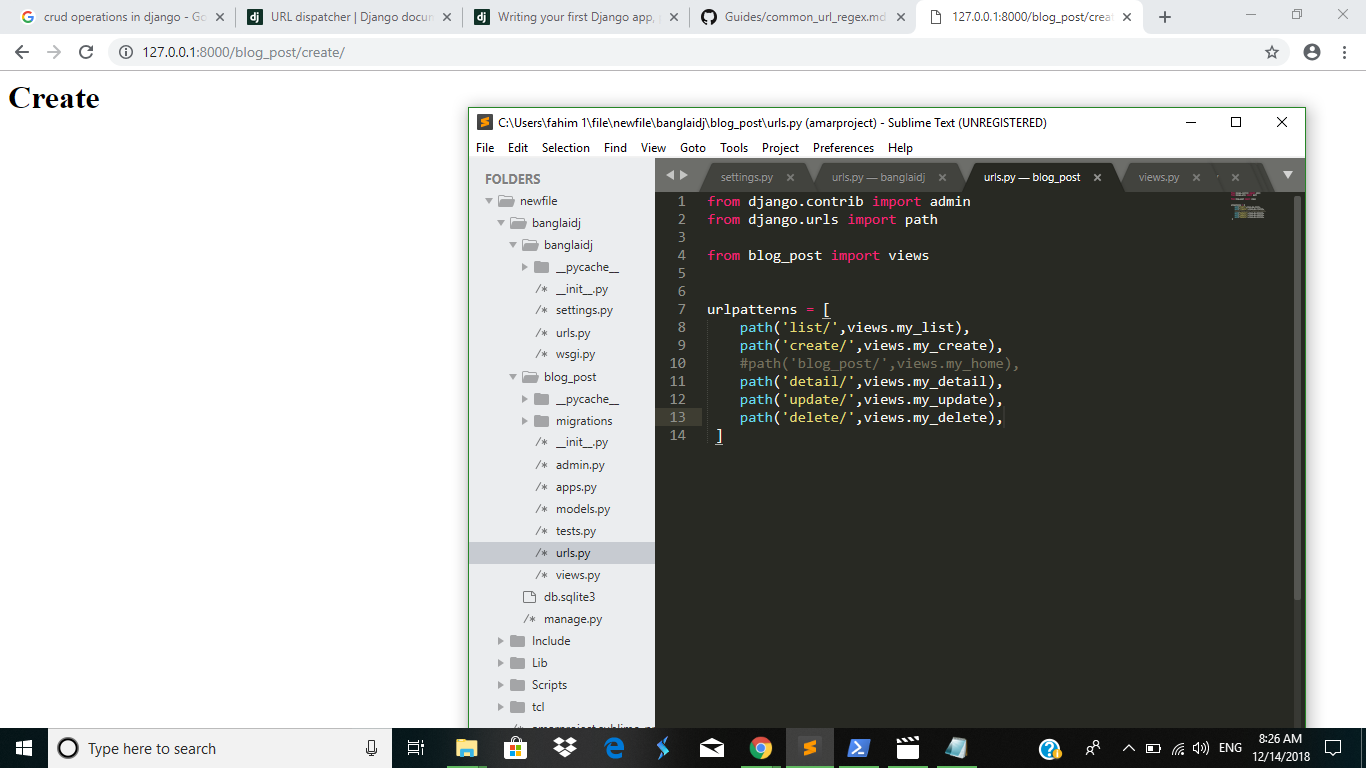 crud operations in django - Go
URL dispatcher | Django docum
Writing your first Django app,
Guides/common_url_regex.md
127.0.0.1:8000/blog_post/creat
127.0.0.1:8000/blog_post/create/
Create
C:\Users\fahim 1\file\newfile\banglaidj\blog_post\urls.py (amarproject) - Sublime Text (UNREGISTERED)
File Edit Selection Find View Goto Tools Project Preferences Help
FOLDERS
newfile
banglaidj
banglaidj
__pycache__
__init__.py
settings.py
urls.py
wsgi.py
blog_post
__pycache__
migrations
__init__.py
admin.py
apps.py
models.py
tests.py
urls.py
views.py
db.sqlite3
manage.py
Include
Lib
Scripts
tcl
settings.py
urls.py — banglaidj
urls.py — blog_post
views.py
1 from django.contrib import admin
2 from django.urls import path
3
4 from blog_post import views
5
6
7 urlpatterns = [
8 path('list/',views.my_list),
9 path('create/',views.my_create),
10 #path('blog_post/',views.my_home),
11 path('detail/',views.my_detail),
12 path('update/',views.my_update),
13 path('delete/',views.my_delete),
14 ]
Type here to search
ENG
8:26 AM
12/14/2018